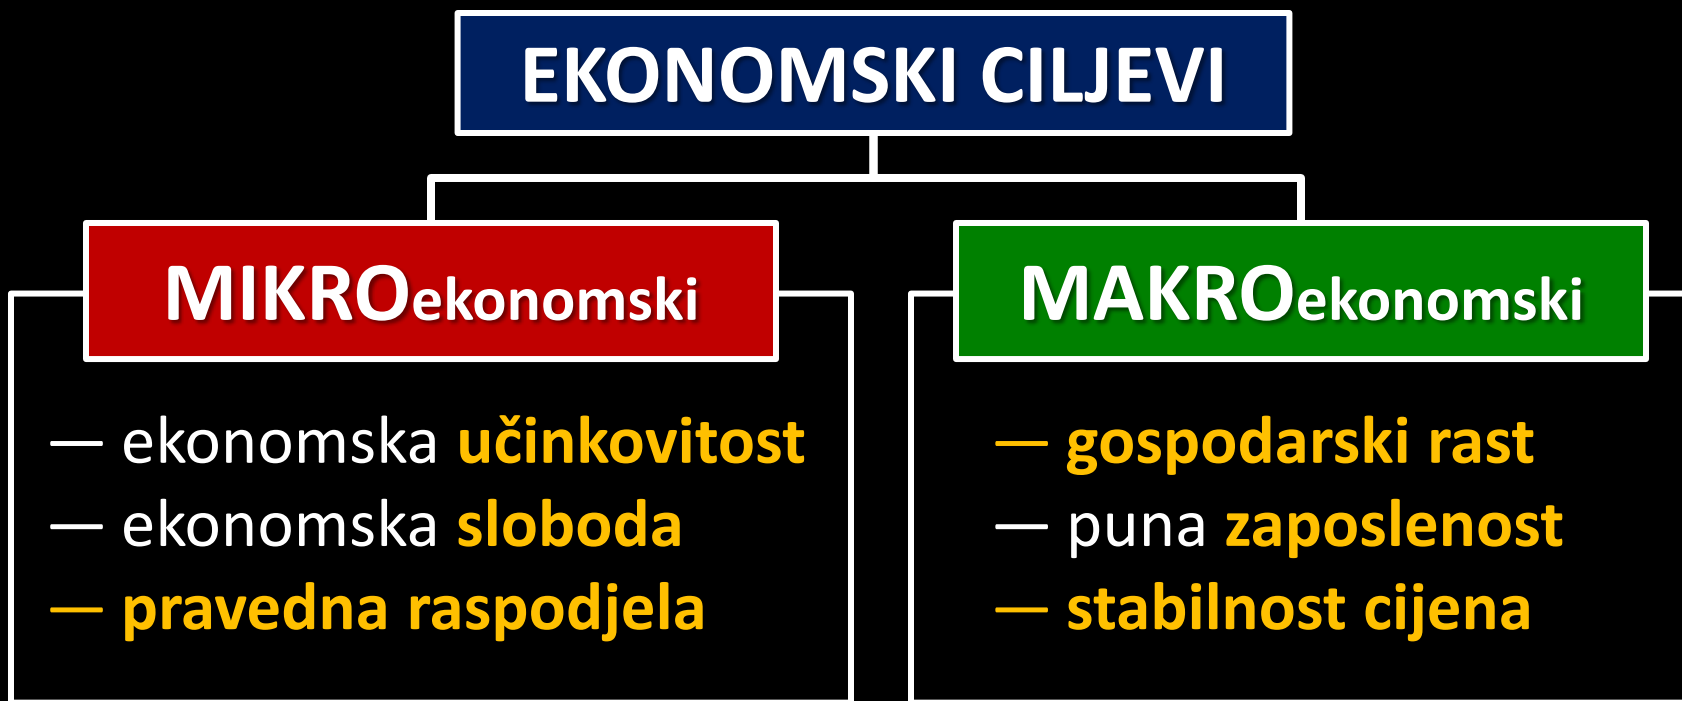 EKONOMSKI CILJEVI
MIKROekonomski
— ekonomska učinkovitost
— ekonomska sloboda
— pravedna raspodjela
MAKROekonomski
— gospodarski rast
— puna zaposlenost
— stabilnost cijena